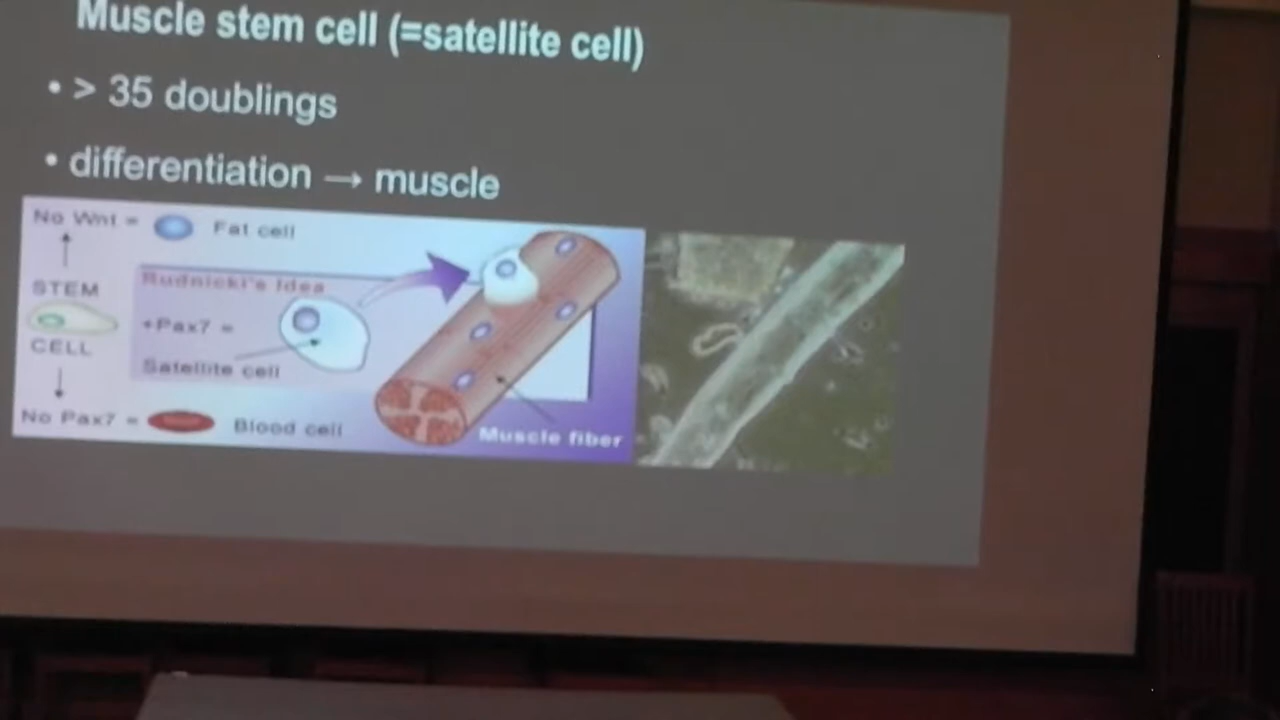 Muscle stem cell (=satellite cell)
• > 35 doublings
• differentiation → muscle
No Wnt = Fat cell
Rudnicki's Idea
STEM
+Pax7 =
CELL
Satellite cell
No Pax7 = Blood cell
Muscle fiber